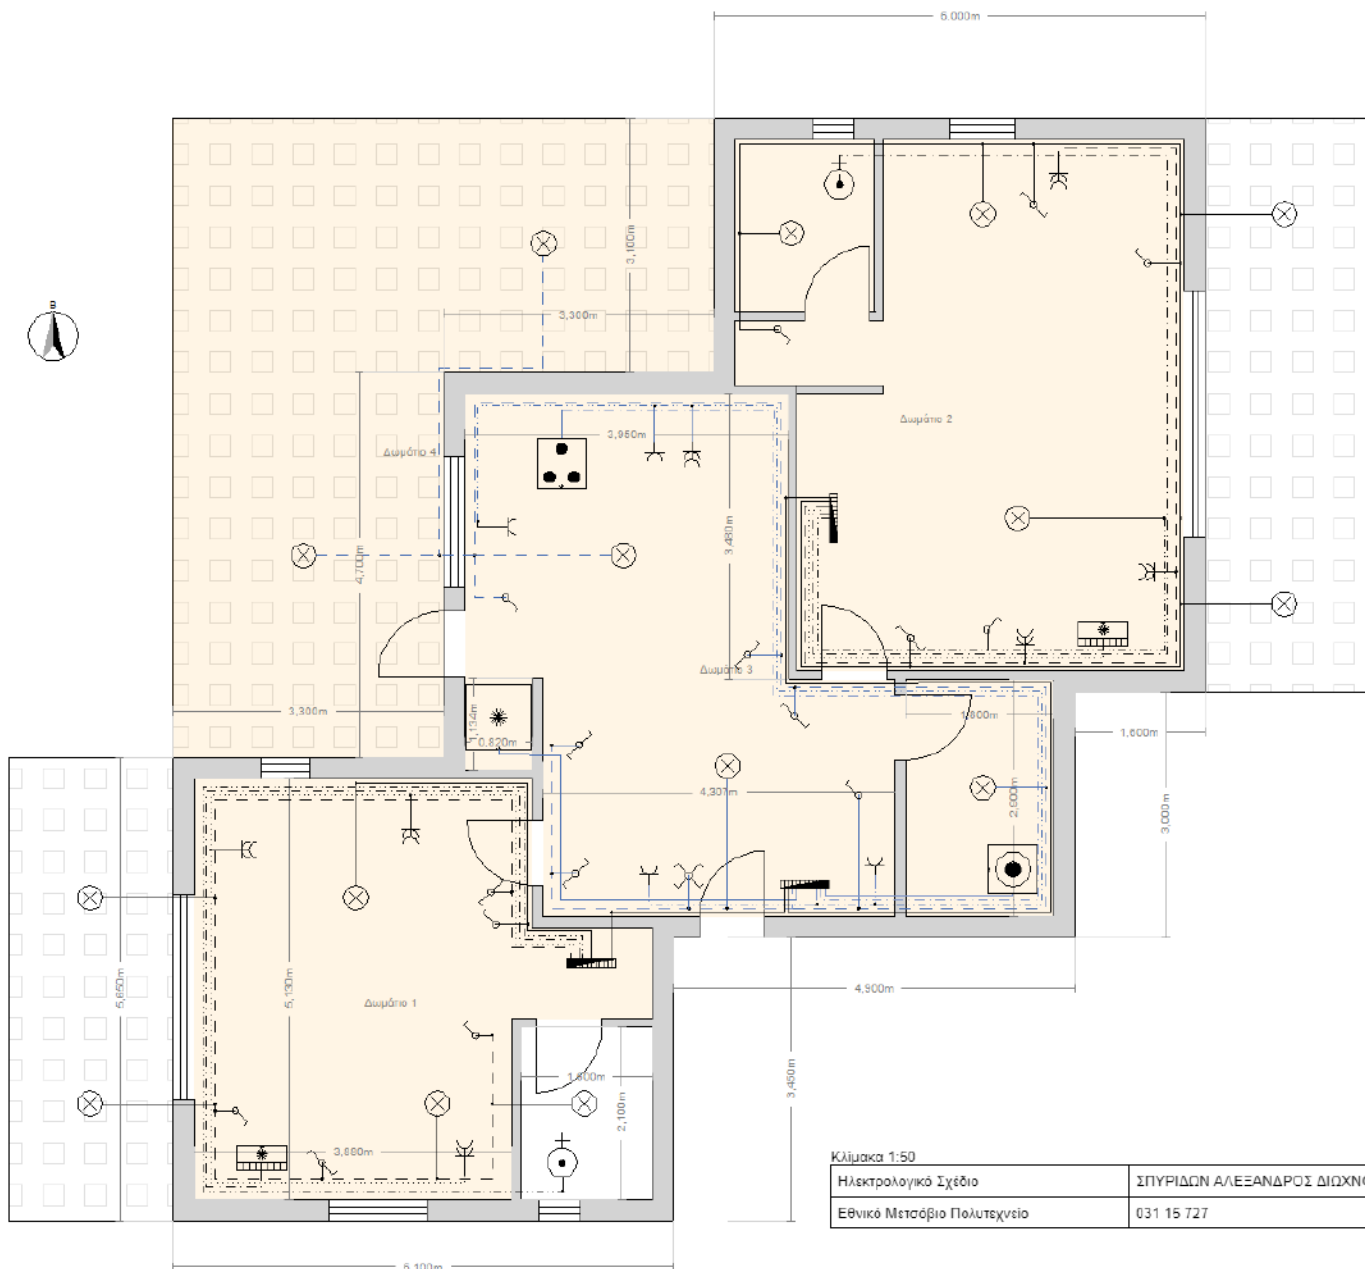 6.000m
3,100m
B
3,300m
3,950m
Δωμάτιο 4
Δωμάτιο 2
3,480m
4,700m
Δωμάτιο 3
3,300m
1,134m
0.820m
1,800m
1,600m
4,307m
2,900m
3,000m
5,650m
5,130m
Δωμάτιο 1
4,900m
3,450m
1,600m
2,100m
3,880m
Κλίμακα 1:50
Ηλεκτρολογικό Σχέδιο ΣΠΥΡΙΔΩΝ ΑΛΕΞΑΝΔΡΟΣ ΔΙΩΧΝΟ
Εθνικό Μετσόβιο Πολυτεχνείο 031 15 727
6,100m